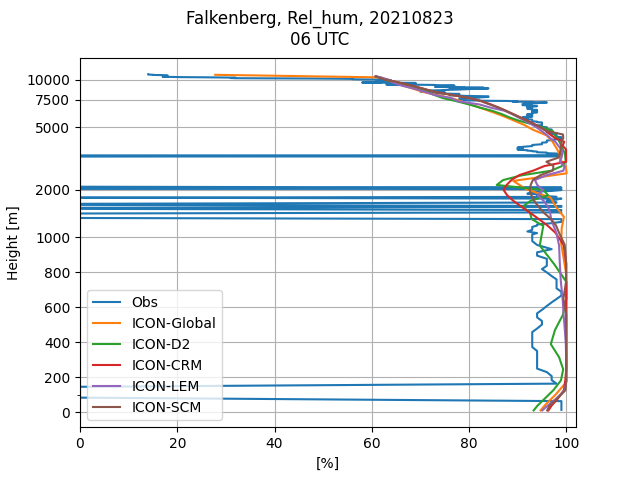 Falkenberg, Rel_hum, 20210823
06 UTC
10000
7500
5000
2000
1000
800
600
400
200
0
Height [m]
Obs
ICON-Global
ICON-D2
ICON-CRM
ICON-LEM
ICON-SCM
0 20 40 60 80 100
[%]